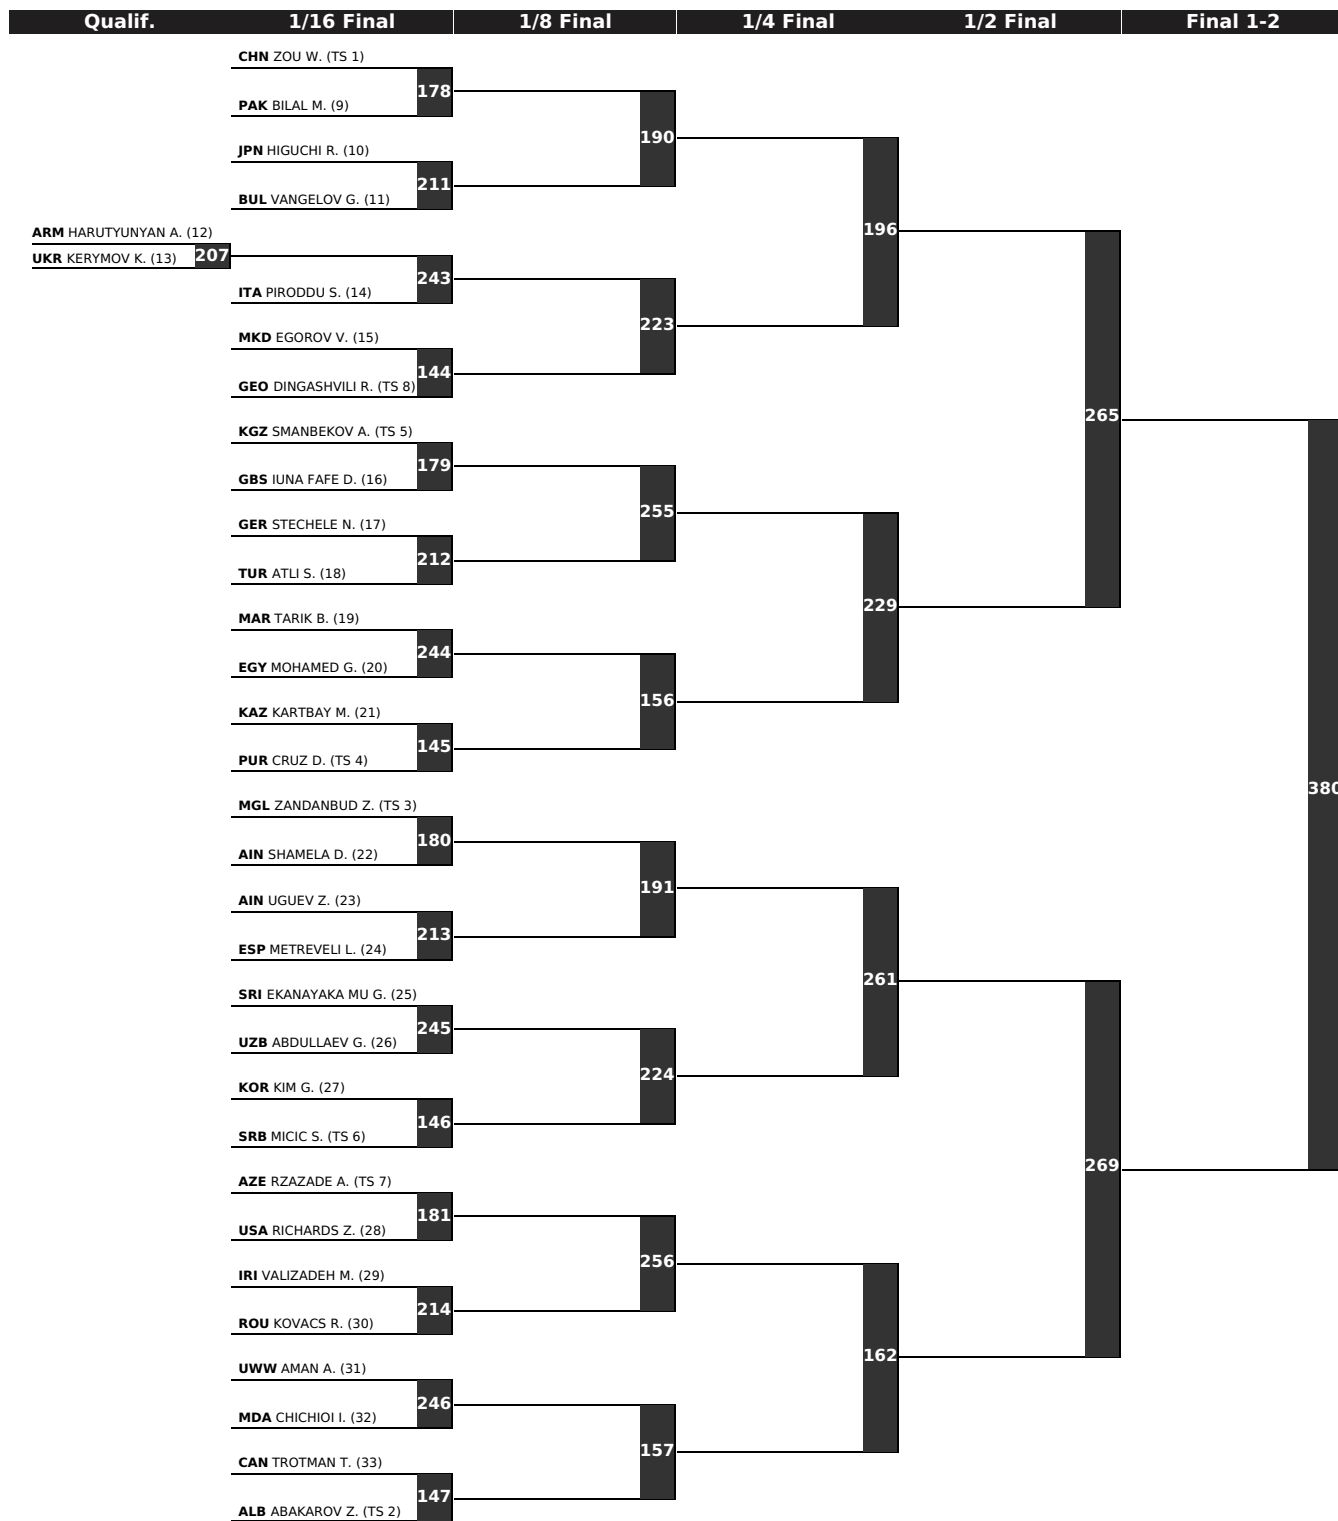 Qualif. 1/16 Final 1/8 Final 1/4 Final 1/2 Final Final 1-2
CHN ZOU W. (TS 1)
178
PAK BILAL M. (9)
190
JPN HIGUCHI R. (10)
211
BUL VANGELOV G. (11)
196
ARM HARUTYUNYAN A. (12)
207
UKR KERYMOV K. (13)
243
ITA PIRODDU S. (14)
223
MKD EGOROV V. (15)
144
GEO DINGASHVILI R. (TS 8)
265
KGZ SMANBEKOV A. (TS 5)
179
GBS IUNA FAFE D. (16)
255
GER STECHELE N. (17)
212
TUR ATLI S. (18)
229
MAR TARIK B. (19)
244
EGY MOHAMED G. (20)
156
KAZ KARTBAY M. (21)
145
PUR CRUZ D. (TS 4)
380
MGL ZANDANBUD Z. (TS 3)
180
AIN SHAMELA D. (22)
191
AIN UGUEV Z. (23)
213
ESP METREVELI L. (24)
261
SRI EKANAYAKA MU G. (25)
245
UZB ABDULLAEV G. (26)
224
KOR KIM G. (27)
146
SRB MICIC S. (TS 6)
269
AZE RZAZADE A. (TS 7)
181
USA RICHARDS Z. (28)
256
IRI VALIZADEH M. (29)
214
ROU KOVACS R. (30)
162
UWW AMAN A. (31)
246
MDA CHICHIOI I. (32)
157
CAN TROTMAN T. (33)
147
ALB ABAKAROV Z. (TS 2)